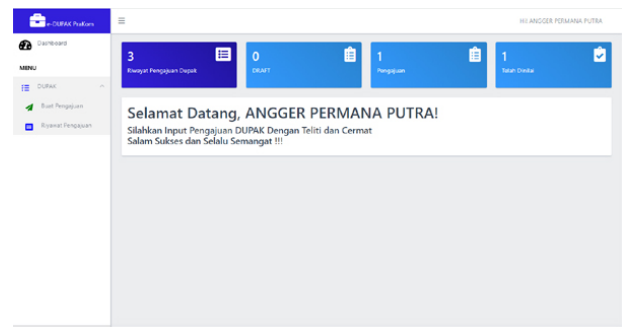 e-DUPAK PraKom
HI! ANGGER PERMANA PUTRA
Dashboard
MENU
DUPAK
Buat Pengajuan
Riwayat Pengajuan
3
Riwayat Pengajuan Dupak
0
DRAFT
1
Pengajuan
1
Telah Dinilai
Selamat Datang, ANGGER PERMANA PUTRA!
Silahkan Input Pengajuan DUPAK Dengan Teliti dan Cermat
Salam Sukses dan Selalu Semangat !!!